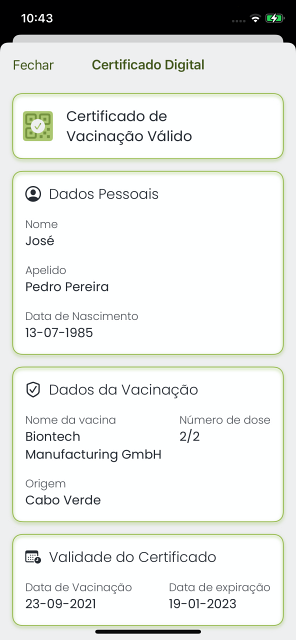 10:43
Fechar
Certificado Digital
Certificado de
Vacinação Válido
Dados Pessoais
Nome
José
Apelido
Pedro Pereira
Data de Nascimento
13-07-1985
Dados da Vacinação
Nome da vacina
Número de dose
Biontech
2/2
Manufacturing GmbH
Origem
Cabo Verde
Validade do Certificado
Data de Vacinação
Data de expiração
23-09-2021
19-01-2023